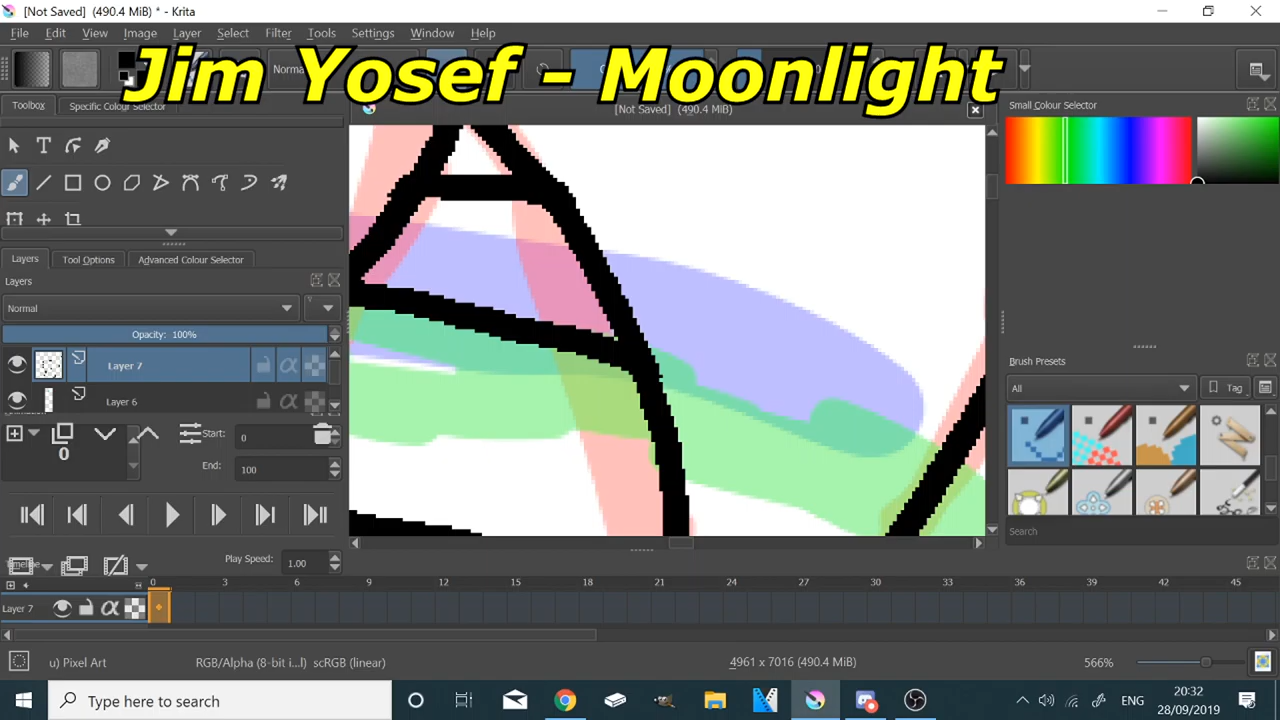 [Not Saved] (490.4 MiB) * - Krita
File Edit View Image Layer Select Filter Tools Settings Window Help
Jim Yosef - Moonlight
Toolbox Specific Colour Selector
[Not Saved] (490.4 MiB)
Small Colour Selector
Layers Tool Options Advanced Colour Selector
Layers
Normal
Opacity: 100%
Layer 7
Layer 6
Brush Presets
All Tag
Search
Start: 0
0
End: 100
Play Speed: 1.00
0 3 6 9 12 15 18 21 24 27 30 33 36 39 42 45
Layer 7
u) Pixel Art RGB/Alpha (8-bit i...l) scRGB (linear) 4961 x 7016 (490.4 MiB) 566%
Type here to search
ENG
20:32
28/09/2019